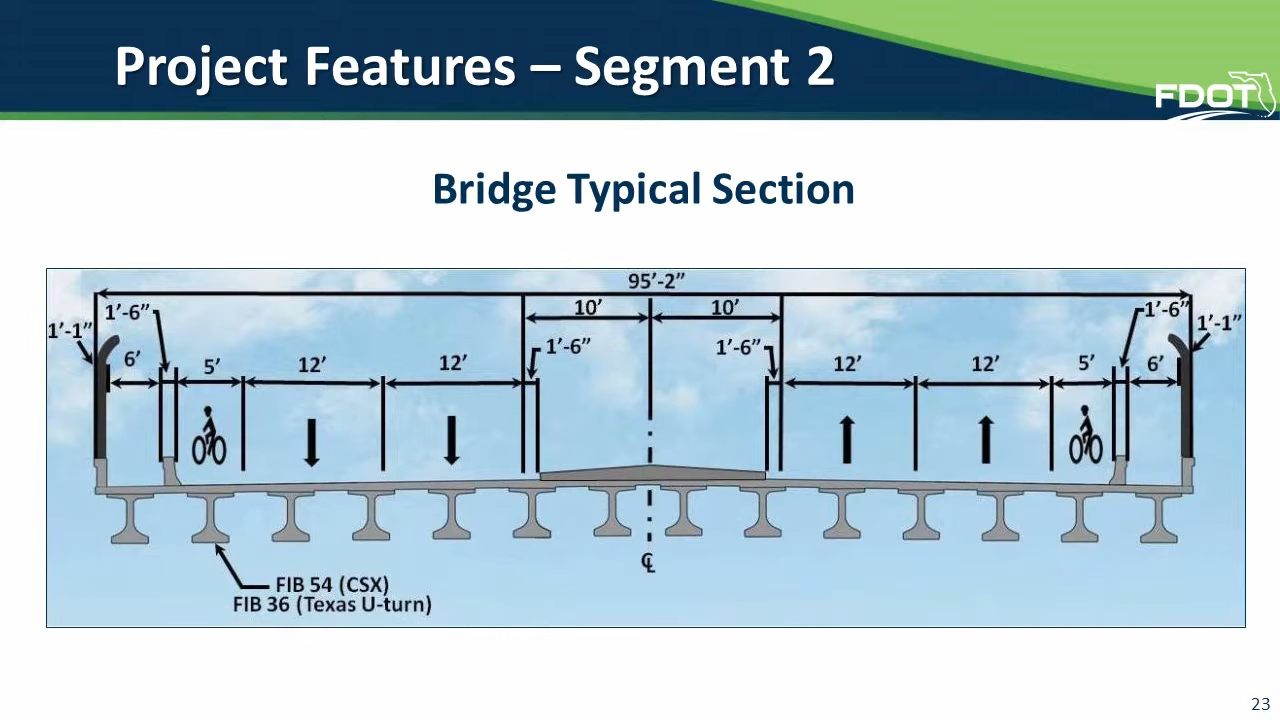 Project Features – Segment 2
FDOT
Bridge Typical Section
95’-2”
10’ 10’
1’-6” 1’-6”
1’-1” 1’-1”
1’-6” 1’-6”
6’ 5’ 12’ 12’ 12’ 12’ 5’ 6’
℄
FIB 54 (CSX)
FIB 36 (Texas U-turn)
23